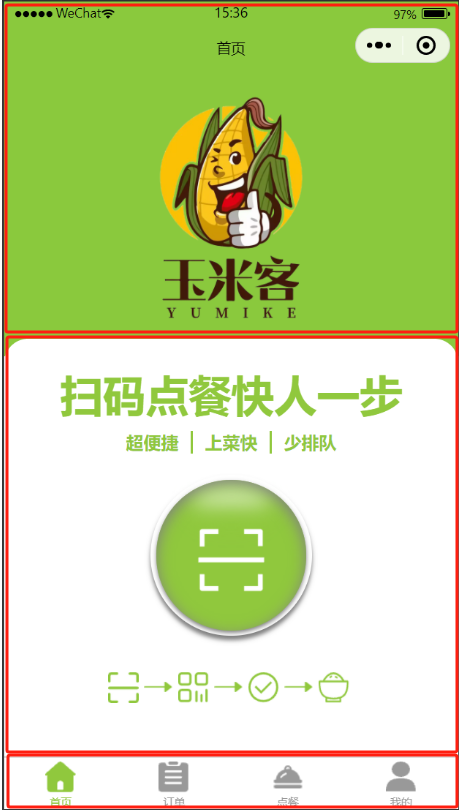 WeChat 15:36 97%
首页
玉米客
YUMIKE
扫码点餐快人一步
超便捷 | 上菜快 | 少排队
首页 订单 点餐 我的